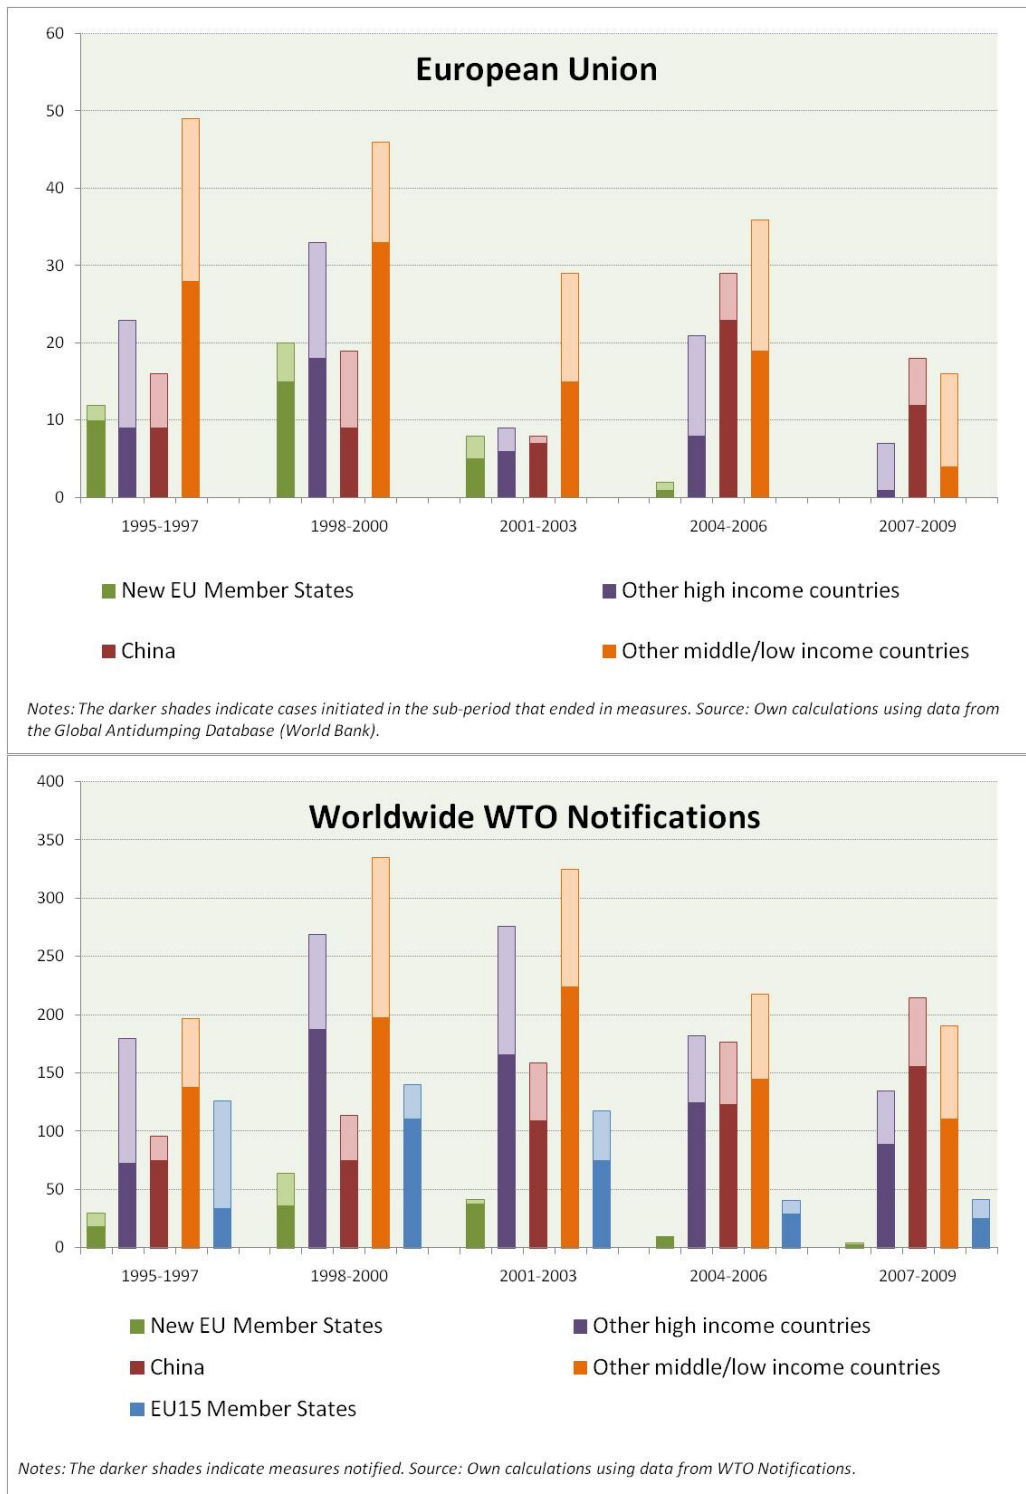 European Union
60
50
40
30
20
10
0
1995-1997 1998-2000 2001-2003 2004-2006 2007-2009
New EU Member States Other high income countries
China Other middle/low income countries
Notes: The darker shades indicate cases initiated in the sub-period that ended in measures. Source: Own calculations using data from
the Global Antidumping Database (World Bank).
Worldwide WTO Notifications
400
350
300
250
200
150
100
50
0
1995-1997 1998-2000 2001-2003 2004-2006 2007-2009
New EU Member States Other high income countries
China Other middle/low income countries
EU15 Member States
Notes: The darker shades indicate measures notified. Source: Own calculations using data from WTO Notifications.